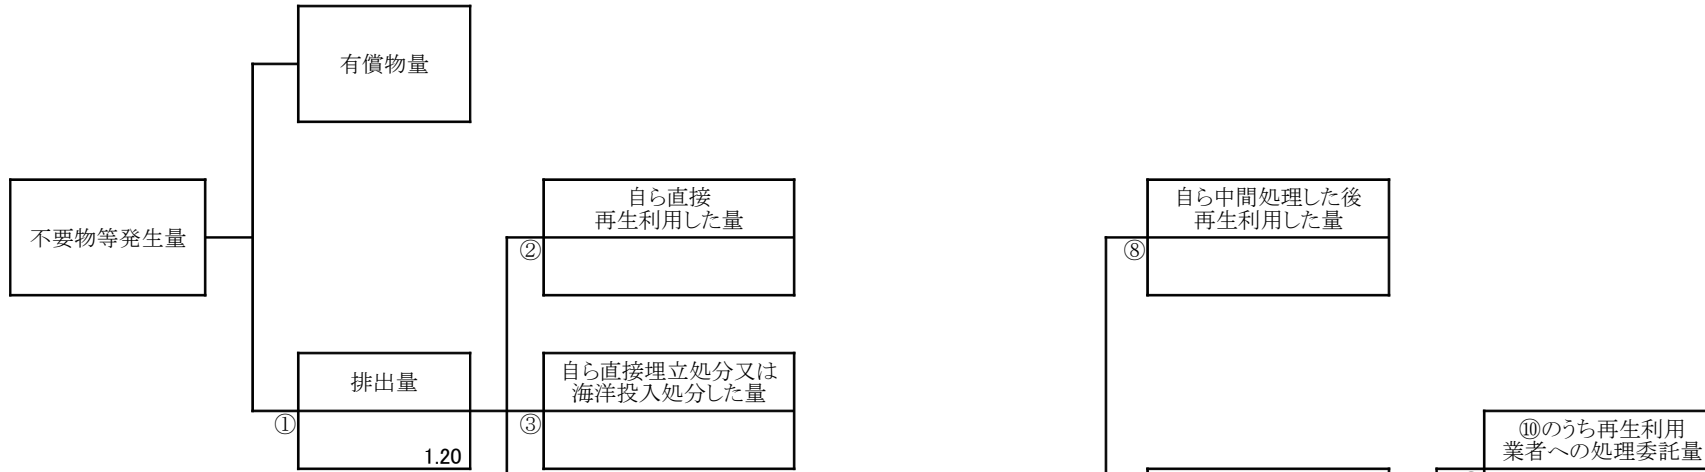 有償物量
不要物等発生量
自ら直接
再生利用した量
②
自ら中間処理した後
再生利用した量
⑧
排出量
①
1.20
自ら直接埋立処分又は
海洋投入処分した量
③
⑩のうち再生利用
業者への処理委託量